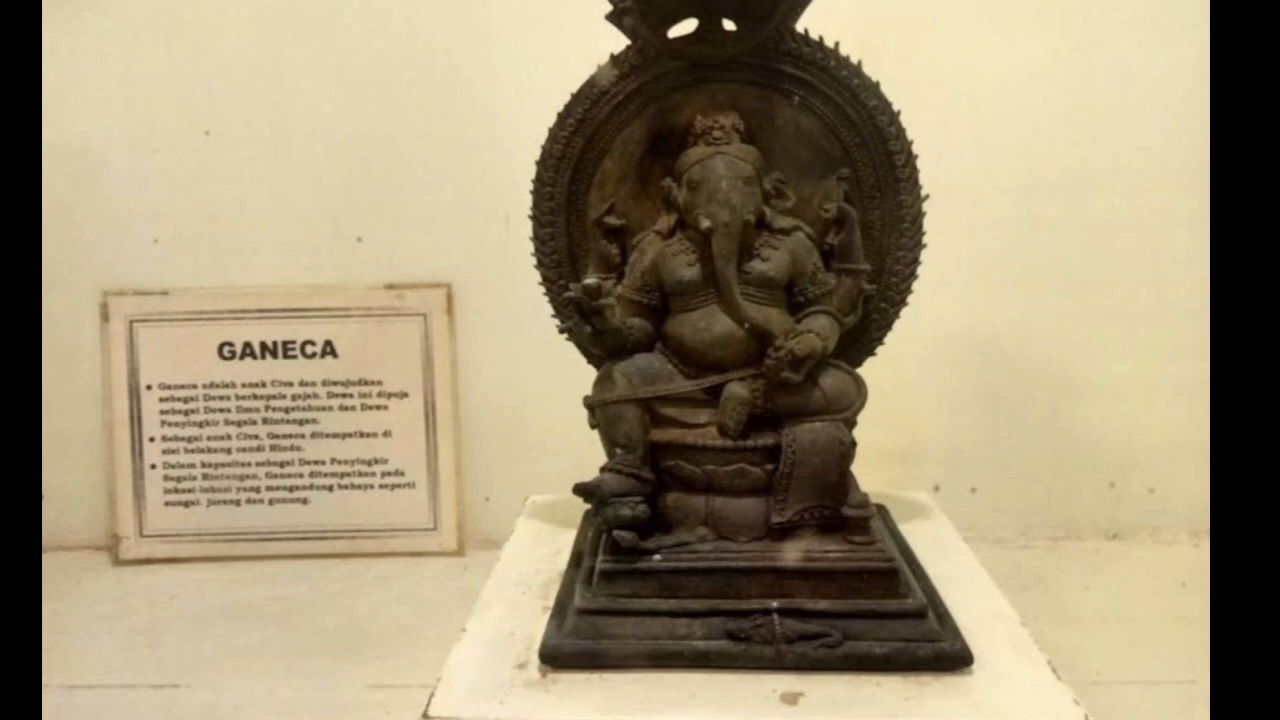 GANECA
• Ganeca adalah anak Civa dan diwujudkan
sebagai Dewa berkepala gajah. Dewa ini dipuja
sebagai Dewa Ilmu Pengetahuan dan Dewa
Penyingkir Segala Rintangan.
• Sebagai anak Civa, Ganeca ditempatkan di
sisi belakang candi Hindu.
• Dalam kapasitas sebagai Dewa Penyingkir
Segala Rintangan, Ganeca ditempatkan pada
lokasi-lokasi yang mengandung bahaya seperti
sungai, jurang dan gunung.